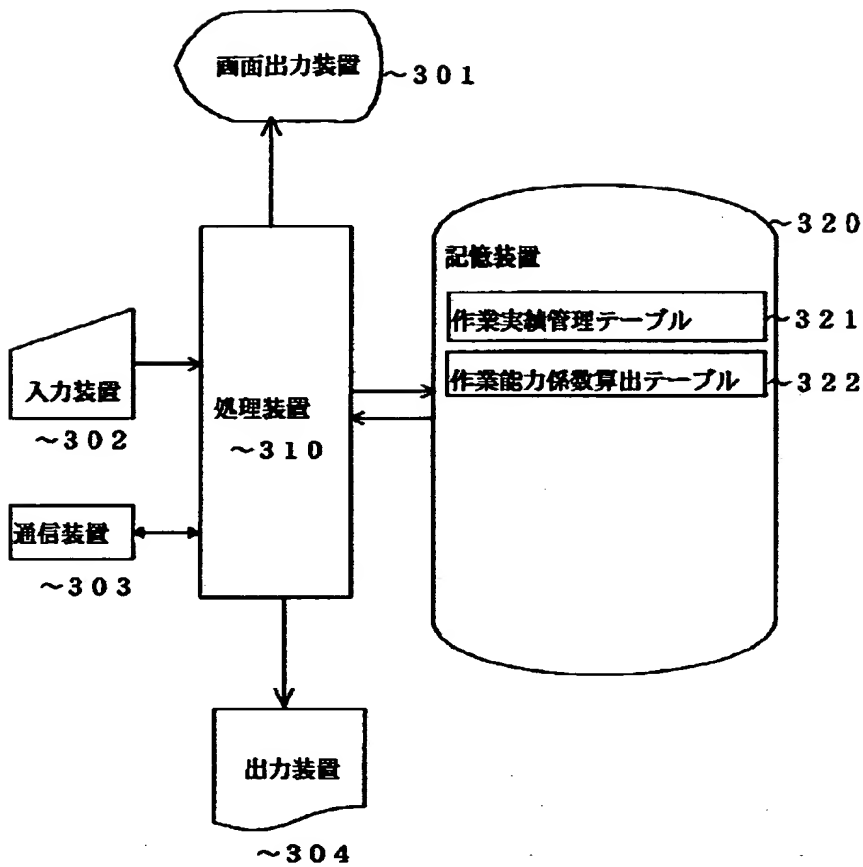 画面出力装置
～３０１
～３２０
記憶装置
作業実績管理テーブル
～３２１
作業能力係数算出テーブル
～３２２
入力装置
～３０２
処理装置
～３１０
通信装置
～３０３
出力装置
～３０４